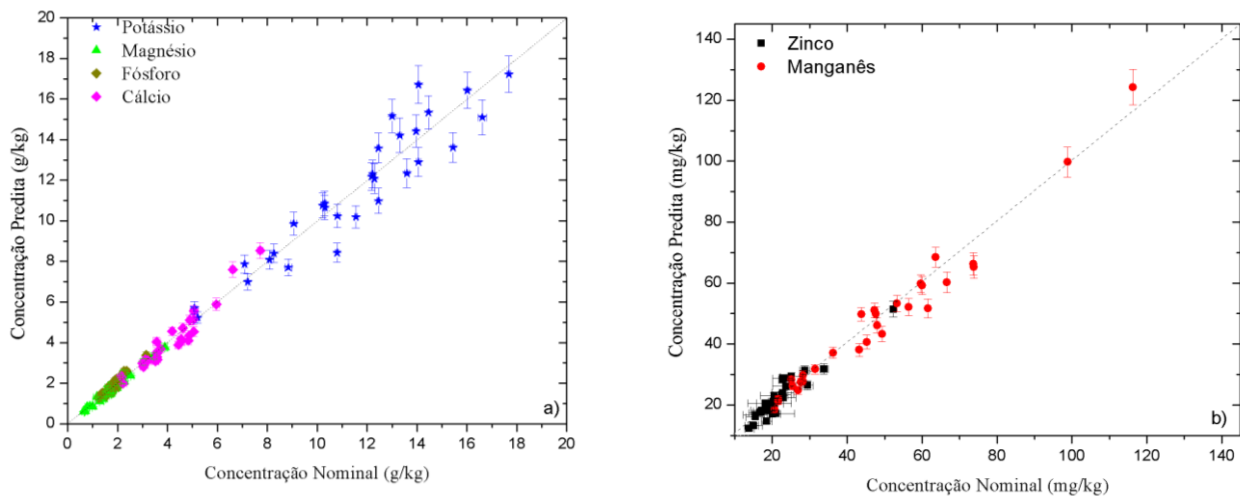 a)
Potássio
Magnésio
Fósforo
Cálcio
Concentração Predita (g/kg)
20
18
16
14
12
10
8
6
4
2
0
0 2 4 6 8 10 12 14 16 18 20
Concentração Nominal (g/kg)
b)
Zinco
Manganês
Concentração Predita (mg/kg)
140
120
100
80
60
40
20
20 40 60 80 100 120 140
Concentração Nominal (mg/kg)